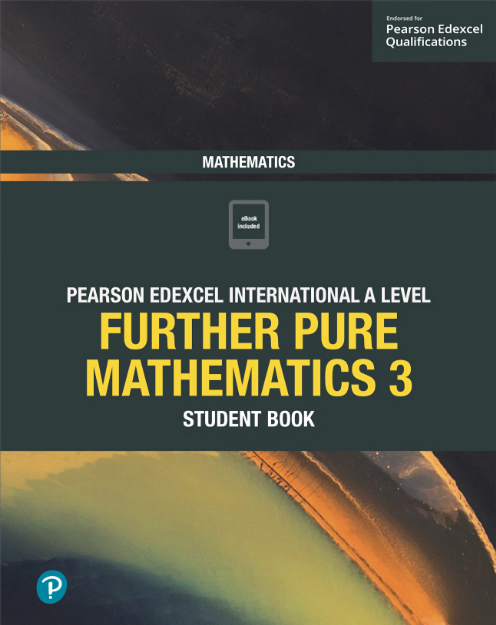 Endorsed for
Pearson Edexcel
Qualifications
MATHEMATICS
eBook
included
PEARSON EDEXCEL INTERNATIONAL A LEVEL
FURTHER PURE
MATHEMATICS 3
STUDENT BOOK
P